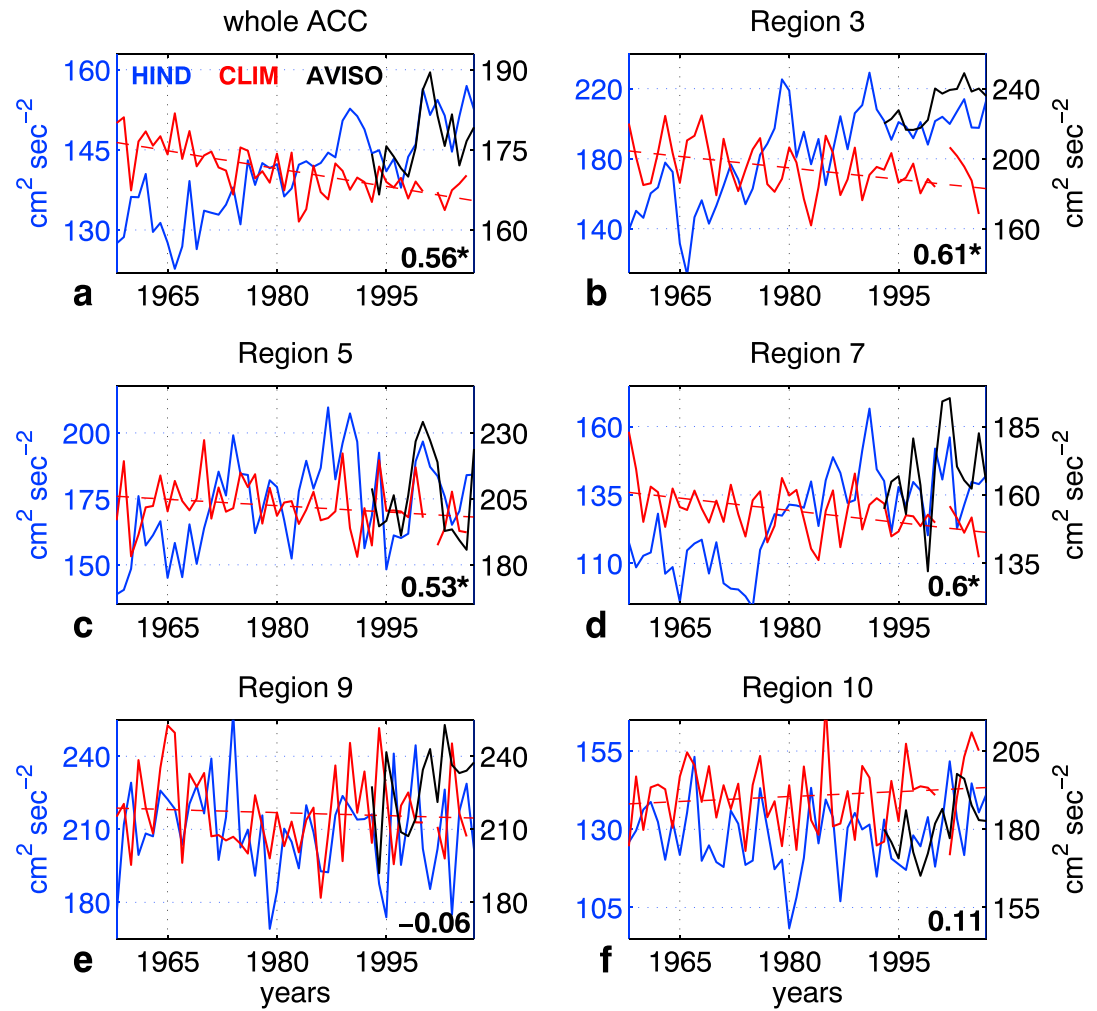 whole ACC
Region 3
HIND CLIM AVISO
160
145
130
cm² sec⁻²
190
175
160
0.56*
a
1965 1980 1995
220
180
140
240
200
160
cm² sec⁻²
0.61*
b
1965 1980 1995
Region 5
Region 7
200
175
150
cm² sec⁻²
230
205
180
0.53*
c
1965 1980 1995
160
135
110
185
160
135
cm² sec⁻²
0.6*
d
1965 1980 1995
Region 9
Region 10
240
210
180
cm² sec⁻²
240
210
180
−0.06
e
1965 1980 1995
years
155
130
105
205
180
155
cm² sec⁻²
0.11
f
1965 1980 1995
years